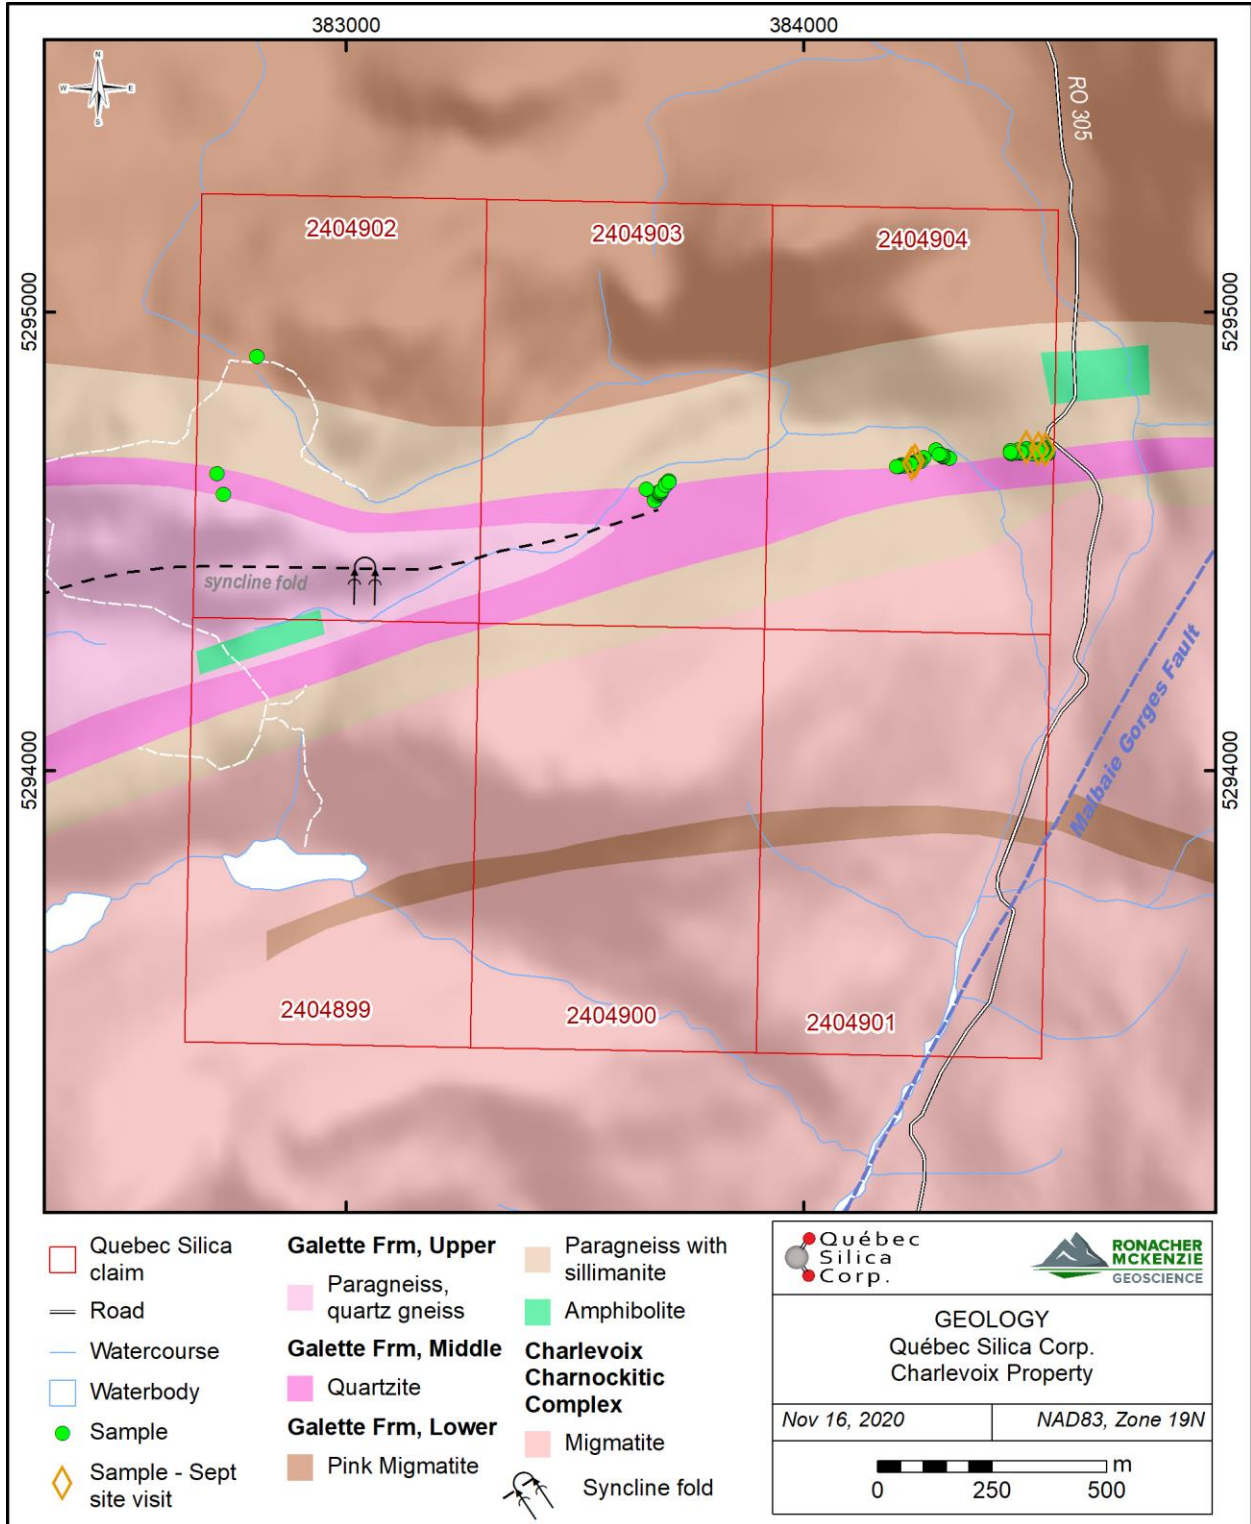 383000
384000
N
W
E
S
RO 305
2404902
2404903
2404904
5295000
5295000
syncline fold
Malbaie Gorges Fault
5294000
5294000
2404899
2404900
2404901
Quebec Silica
claim
Road
Watercourse
Waterbody
Sample
Sample - Sept
site visit
Galette Frm, Upper
Paragneiss,
quartz gneiss
Galette Frm, Middle
Quartzite
Galette Frm, Lower
Pink Migmatite
Paragneiss with
sillimanite
Amphibolite
Charlevoix
Charnockitic
Complex
Migmatite
Syncline fold
Québec
Silica
Corp.
RONACHER
MCKENZIE
GEOSCIENCE
GEOLOGY
Québec Silica Corp.
Charlevoix Property
Nov 16, 2020
NAD83, Zone 19N
m
0 250 500